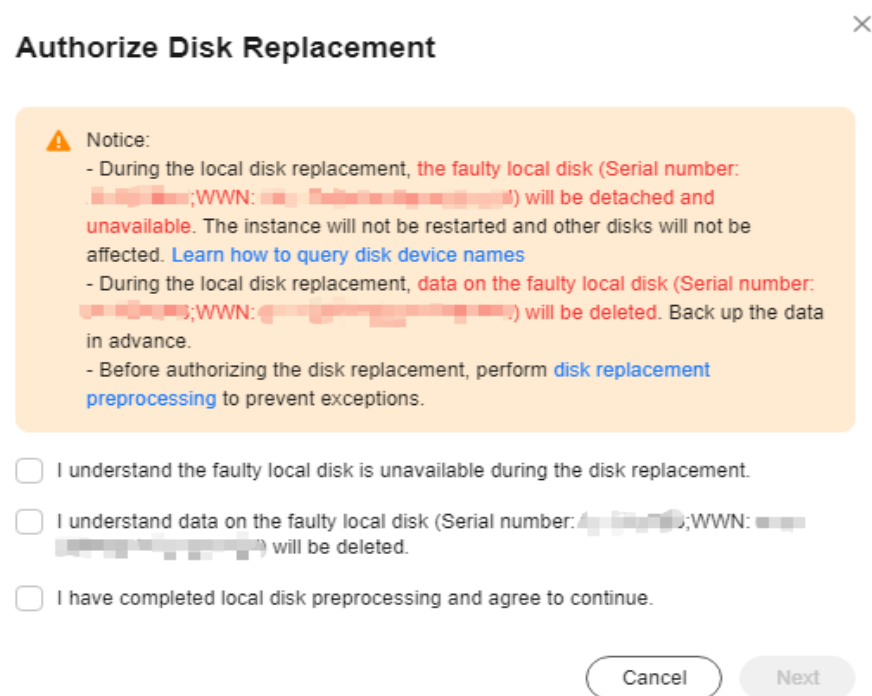 Authorize Disk Replacement
Notice:
- During the local disk replacement, the faulty local disk (Serial number:
;WWN: ) will be detached and
unavailable. The instance will not be restarted and other disks will not be
affected. Learn how to query disk device names
- During the local disk replacement, data on the faulty local disk (Serial number:
;WWN: ) will be deleted. Back up the data
in advance.
- Before authorizing the disk replacement, perform disk replacement
preprocessing to prevent exceptions.
I understand the faulty local disk is unavailable during the disk replacement.
I understand data on the faulty local disk (Serial number: ;WWN:
) will be deleted.
I have completed local disk preprocessing and agree to continue.
Cancel
Next